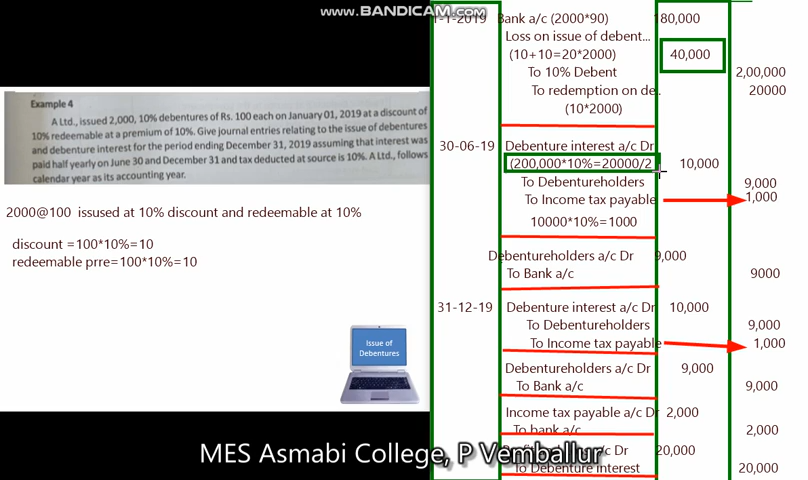 www.BANDICAM.com
Example 4
A Ltd., issued 2,000, 10% debentures of Rs. 100 each on January 01, 2019 at a discount of
10% redeemable at a premium of 10%. Give journal entries relating to the issue of debentures
and debenture interest for the period ending December 31, 2019 assuming that interest was
paid half yearly on June 30 and December 31 and tax deducted at source is 10%. A Ltd., follows
calendar year as its accounting year.
2000@100 issused at 10% discount and redeemable at 10%
discount =100*10%=10
redeemable prre=100*10%=10
Issue of
Debentures
1-1-2019 Bank a/c (2000*90) 180,000
Loss on issue of debent...
(10+10=20*2000) 40,000
To 10% Debent 2,00,000
To redemption on de.. 20000
(10*2000)
30-06-19 Debenture interest a/c Dr
(200,000*10%=20000/2 10,000
To Debentureholders 9,000
To Income tax payable 1,000
10000*10%=1000
Debentureholders a/c Dr 9,000
To Bank a/c 9000
31-12-19 Debenture interest a/c Dr 10,000
To Debentureholders 9,000
To Income tax payable 1,000
Debentureholders a/c Dr 9,000
To Bank a/c 9,000
Income tax payable a/c Dr 2,000
To bank a/c 2,000
a/c Dr 20,000
To Debenture interest 20,000
MES Asmabi College, P Vemballur